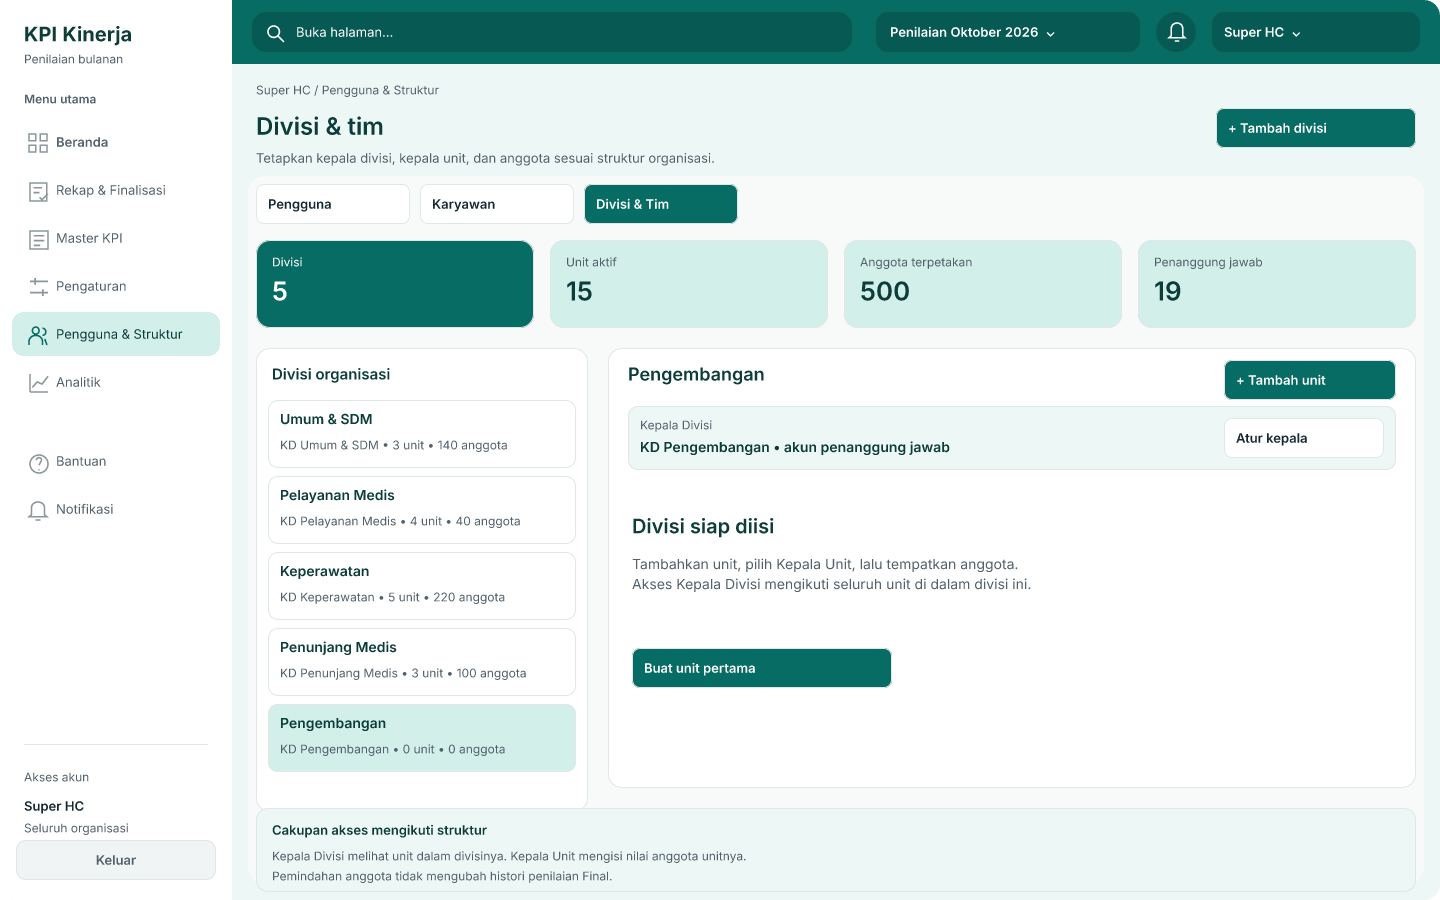 KPI Kinerja
Penilaian bulanan
Menu utama
Beranda
Rekap & Finalisasi
Master KPI
Pengaturan
Pengguna & Struktur
Analitik
Bantuan
Notifikasi
Akses akun
Super HC
Seluruh organisasi
Keluar
Buka halaman...
Penilaian Oktober 2026
Super HC
Super HC / Pengguna & Struktur
Divisi & tim
Tetapkan kepala divisi, kepala unit, dan anggota sesuai struktur organisasi.
+ Tambah divisi
Pengguna
Karyawan
Divisi & Tim
Divisi
5
Unit aktif
15
Anggota terpetakan
500
Penanggung jawab
19
Divisi organisasi
Umum & SDM
KD Umum & SDM • 3 unit • 140 anggota
Pelayanan Medis
KD Pelayanan Medis • 4 unit • 40 anggota
Keperawatan
KD Keperawatan • 5 unit • 220 anggota
Penunjang Medis
KD Penunjang Medis • 3 unit • 100 anggota
Pengembangan
KD Pengembangan • 0 unit • 0 anggota
Pengembangan
+ Tambah unit
Kepala Divisi
KD Pengembangan • akun penanggung jawab
Atur kepala
Divisi siap diisi
Tambahkan unit, pilih Kepala Unit, lalu tempatkan anggota.
Akses Kepala Divisi mengikuti seluruh unit di dalam divisi ini.
Buat unit pertama
Cakupan akses mengikuti struktur
Kepala Divisi melihat unit dalam divisinya. Kepala Unit mengisi nilai anggota unitnya.
Pemindahan anggota tidak mengubah histori penilaian Final.